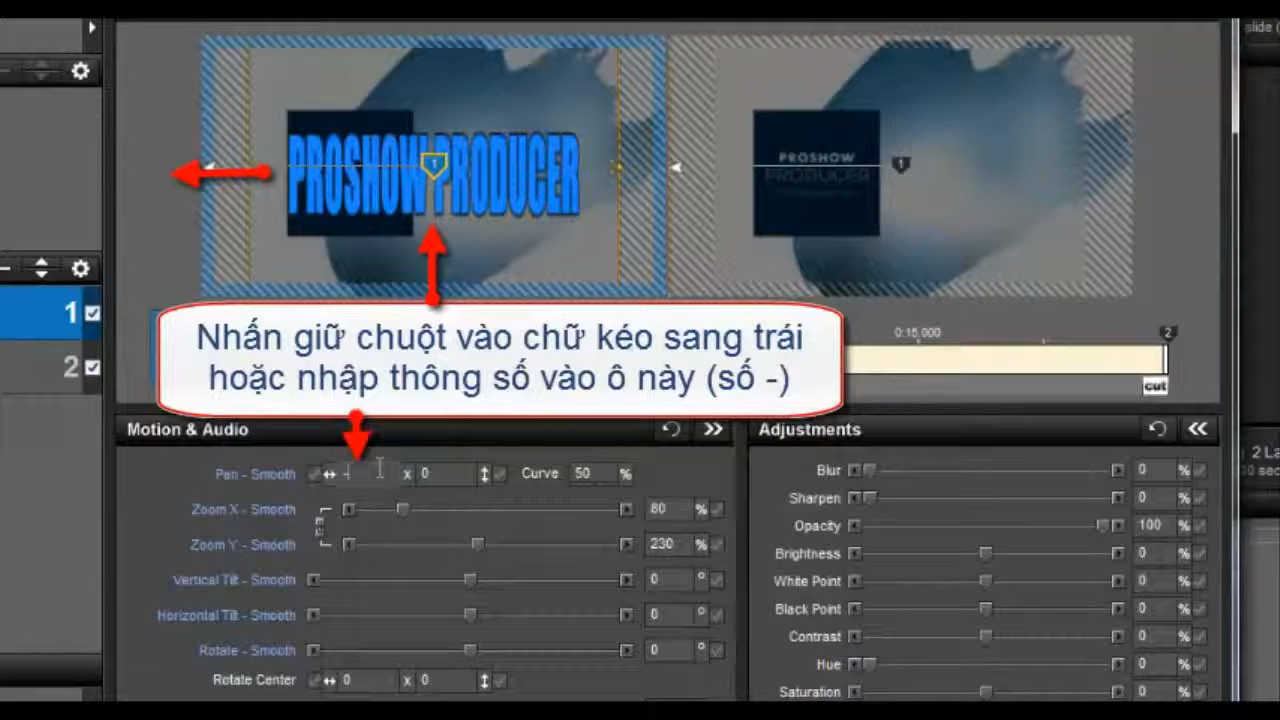 slide (
PROSHOW PRODUCER
1
PROSHOW
PRODUCER
1
1
2
Nhấn giữ chuột vào chữ kéo sang trái
hoặc nhập thông số vào ô này (số -)
0:15,000
2
cut
Motion & Audio
Adjustments
2 La
Pan - Smooth - x 0 Curve 50 %
Zoom X - Smooth 80 %
Zoom Y - Smooth 230 %
Vertical Tilt - Smooth 0 °
Horizontal Tilt - Smooth 0 °
Rotate - Smooth 0 °
Rotate Center 0 x 0
Blur 0 %
Sharpen 0 %
Opacity 100 %
Brightness 0 %
White Point 0 %
Black Point 0 %
Contrast 0 %
Hue 0 %
Saturation 0 %